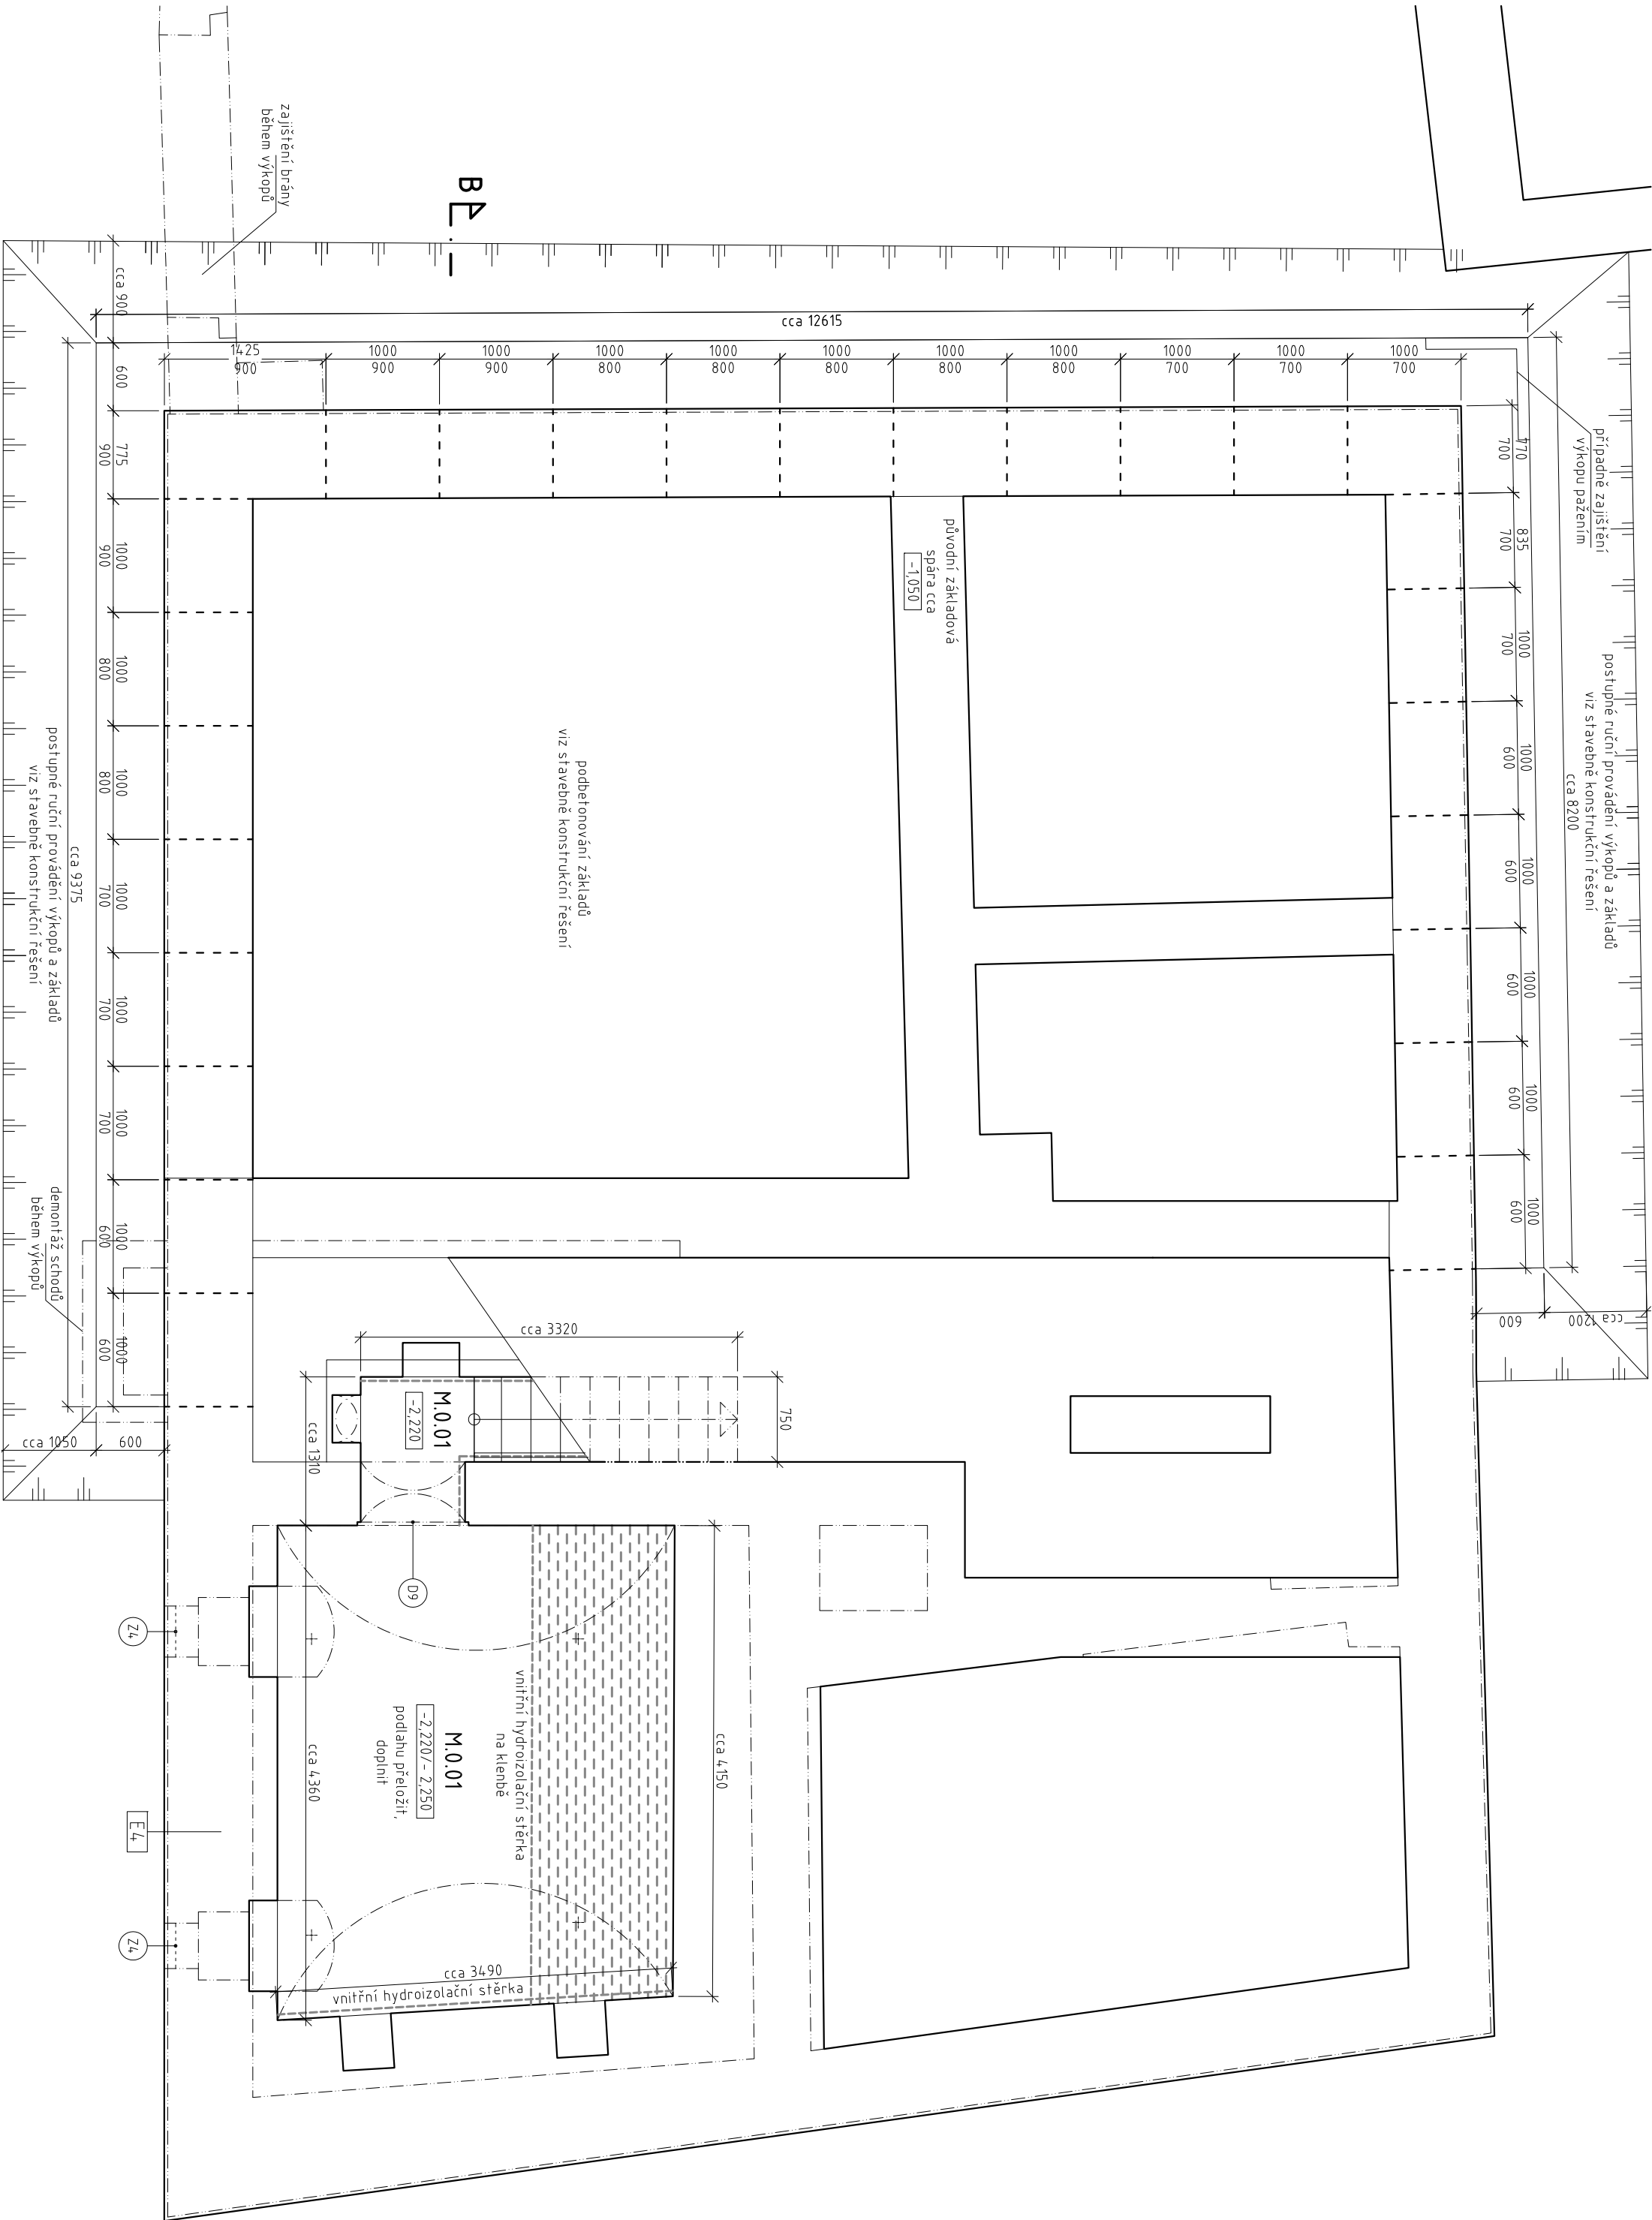 zajištění brány
během výkopů
B
cca 900
600
775
900
1000
900
1000
800
1000
800
1000
700
1000
700
1000
700
1000
600
1000
600
cca 9375
postupné ruční provádění výkopů a základů
viz stavebně konstrukční řešení
demontáž schodů
během výkopů
cca 1050
600
cca 12615
1425
900
1000
900
1000
900
1000
800
1000
800
1000
800
1000
800
1000
800
1000
700
1000
700
1000
700
případné zajištění
výkopu pažením
770
700
835
700
1000
700
1000
600
1000
600
1000
600
1000
600
1000
600
cca 8200
postupné ruční provádění výkopů a základů
viz stavebně konstrukční řešení
600
cca 1200
původní základová
spára cca
-1,050
podbetonování základů
viz stavebně konstrukční řešení
cca 3320
750
M.0.01
-2,220
cca 1310
D9
Z4
Z4
E4
cca 4360
cca 4150
vnitřní hydroizolační stěrka
na klenbě
M.0.01
-2,220/-2,250
podlahu přeložit,
doplnit
cca 3490
vnitřní hydroizolační stěrka